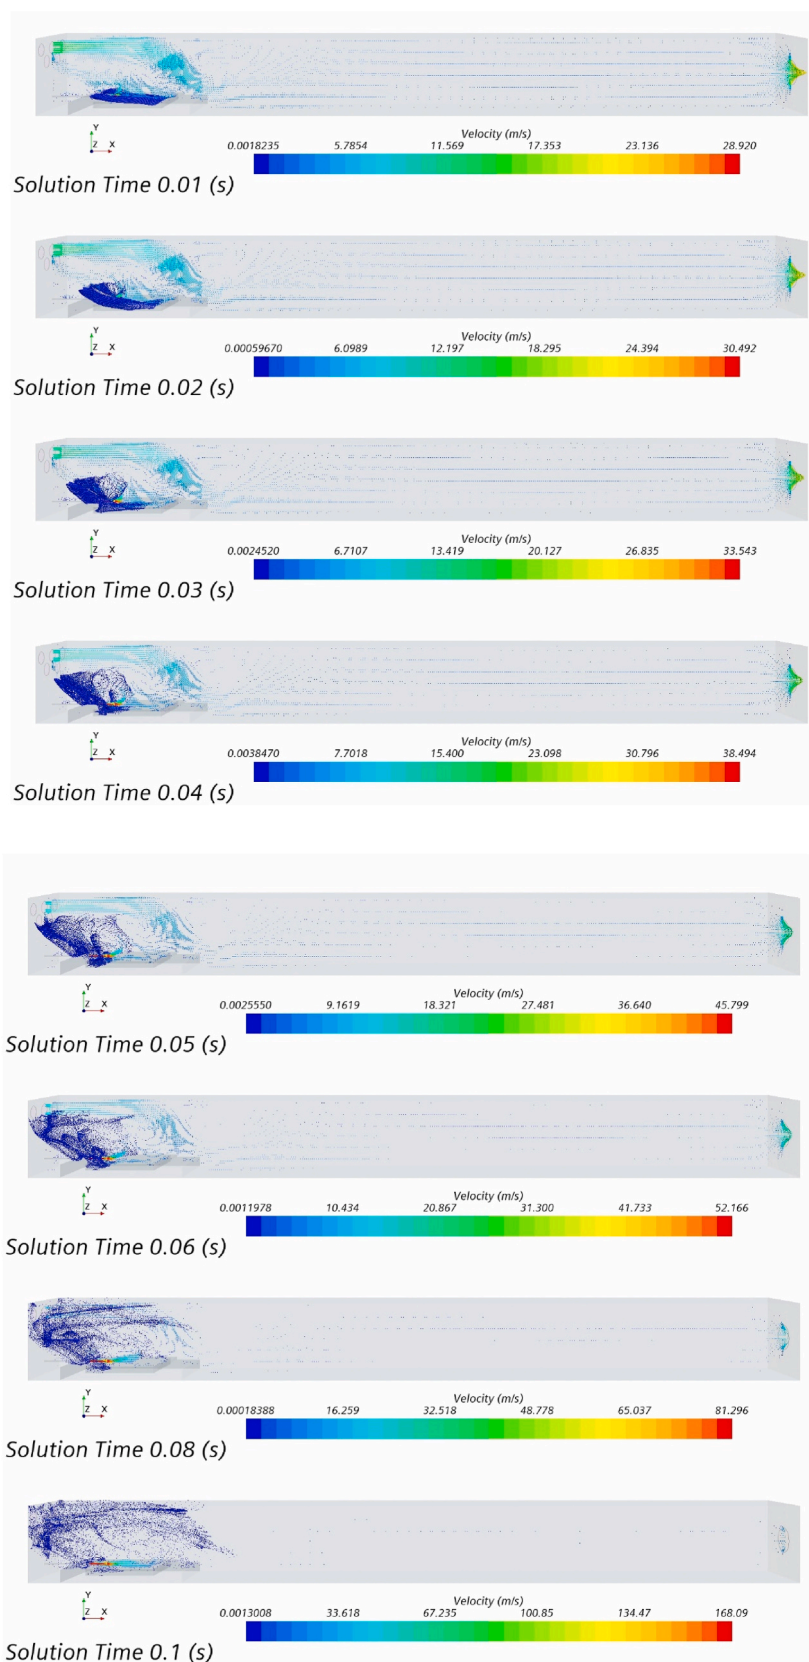 Y
Z X
Velocity (m/s)
0.0018235 5.7854 11.569 17.353 23.136 28.920
Solution Time 0.01 (s)
Y
Z X
Velocity (m/s)
0.00059670 6.0989 12.197 18.295 24.394 30.492
Solution Time 0.02 (s)
Y
Z X
Velocity (m/s)
0.0024520 6.7107 13.419 20.127 26.835 33.543
Solution Time 0.03 (s)
Y
Z X
Velocity (m/s)
0.0038470 7.7018 15.400 23.098 30.796 38.494
Solution Time 0.04 (s)
Y
Z X
Velocity (m/s)
0.0025550 9.1619 18.321 27.481 36.640 45.799
Solution Time 0.05 (s)
Y
Z X
Velocity (m/s)
0.0011978 10.434 20.867 31.300 41.733 52.166
Solution Time 0.06 (s)
Y
Z X
Velocity (m/s)
0.00018388 16.259 32.518 48.778 65.037 81.296
Solution Time 0.08 (s)
Y
Z X
Velocity (m/s)
0.0013008 33.618 67.235 100.85 134.47 168.09
Solution Time 0.1 (s)